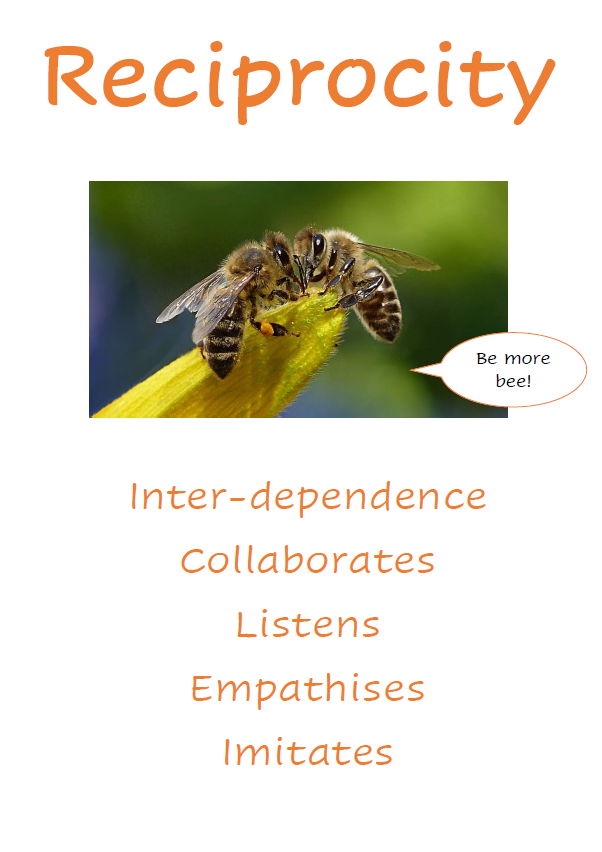 Reciprocity
Be more
bee!
Inter-dependence
Collaborates
Listens
Empathises
Imitates